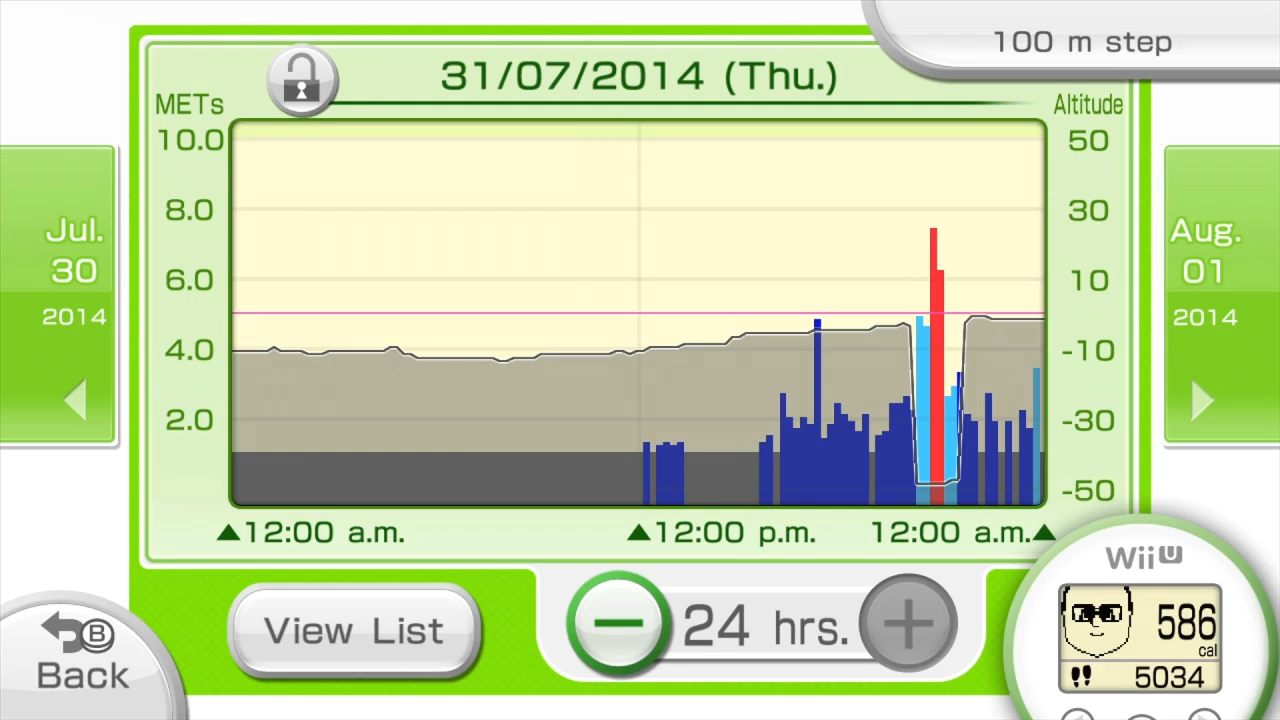 100 m step
31/07/2014 (Thu.)
METs
Altitude
10.0
50
8.0
30
6.0
10
4.0
-10
2.0
-30
-50
Jul.
30
2014
Aug.
01
2014
▲12:00 a.m.
▲12:00 p.m.
12:00 a.m.▲
View List
24 hrs.
B
Back
Wii U
586
cal
5034